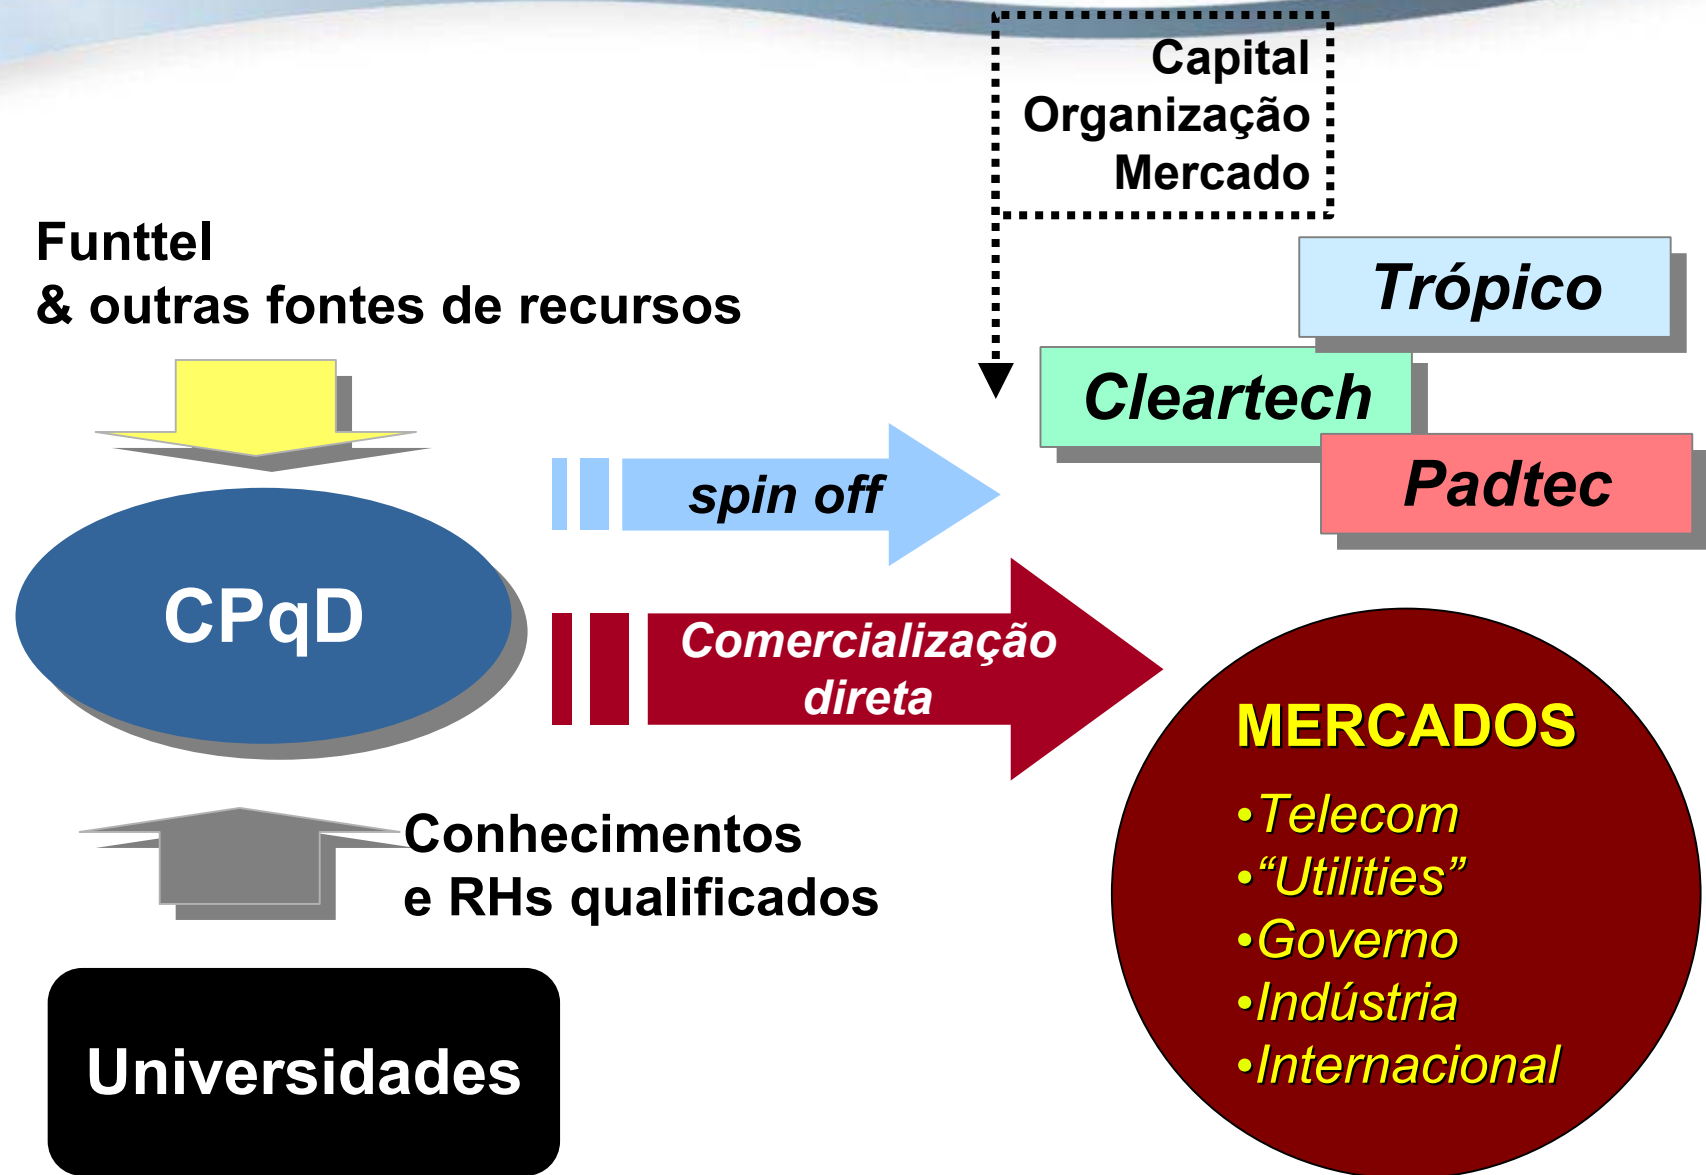 Capital
Organização
Mercado
Funttel
& outras fontes de recursos
Trópico
Cleartech
Padtec
spin off
CPqD
Comercialização
direta
MERCADOS
•Telecom
•“Utilities”
•Governo
•Indústria
•Internacional
Conhecimentos
e RHs qualificados
Universidades